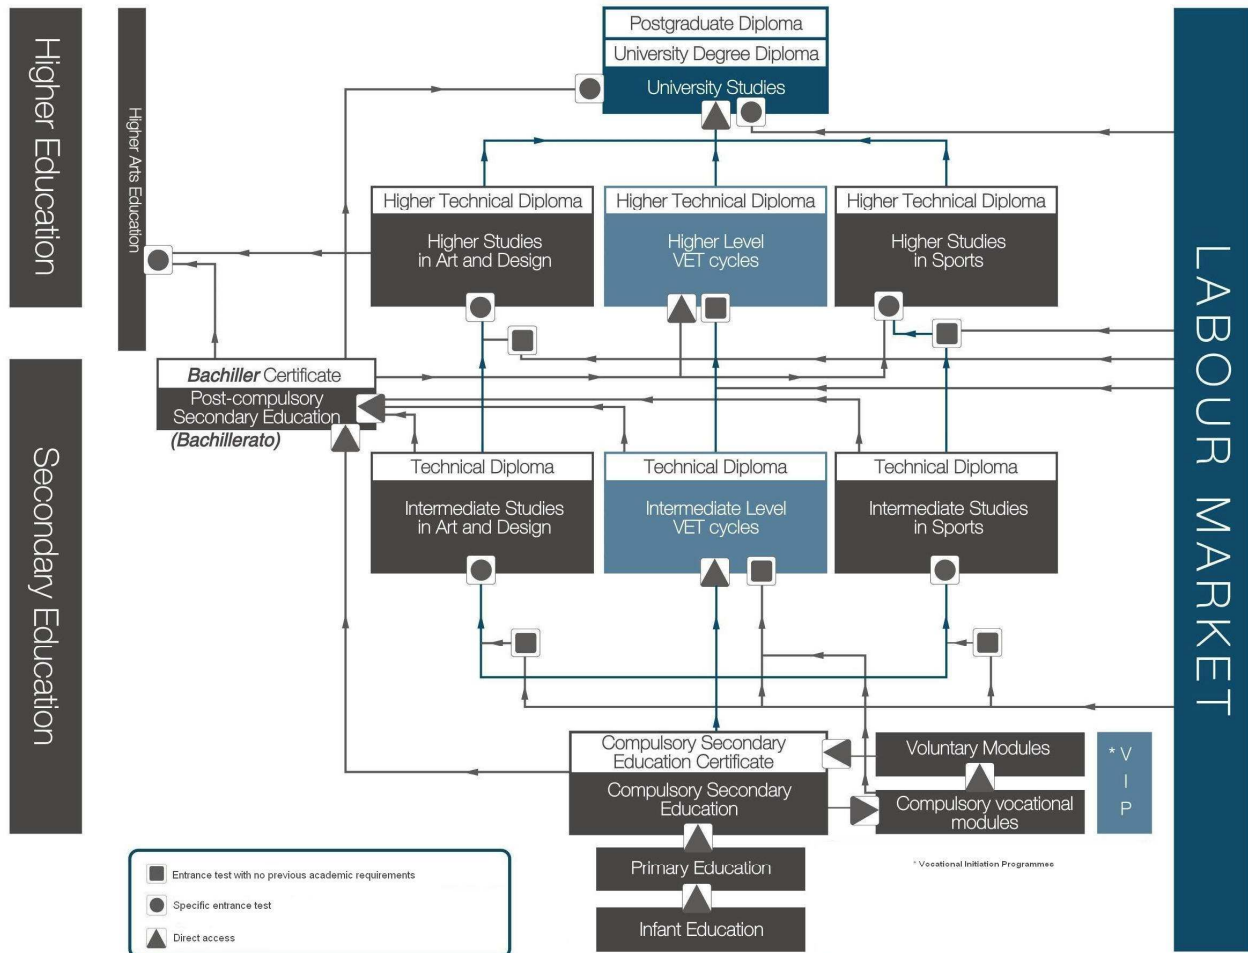 Higher Education
Higher Arts Education
Postgraduate Diploma
University Degree Diploma
University Studies
Higher Technical Diploma
Higher Studies
in Art and Design
Higher Technical Diploma
Higher Level
VET cycles
Higher Technical Diploma
Higher Studies
in Sports
LABOUR MARKET
Secondary Education
Bachiller Certificate
Post-compulsory
Secondary Education
(Bachillerato)
Technical Diploma
Intermediate Studies
in Art and Design
Technical Diploma
Intermediate Level
VET cycles
Technical Diploma
Intermediate Studies
in Sports
Compulsory Secondary
Education Certificate
Compulsory Secondary
Education
Voluntary Modules
Compulsory vocational
modules
* V
I
P
Primary Education
Infant Education
* Vocational Initiation Programmes
Entrance test with no previous academic requirements
Specific entrance test
Direct access